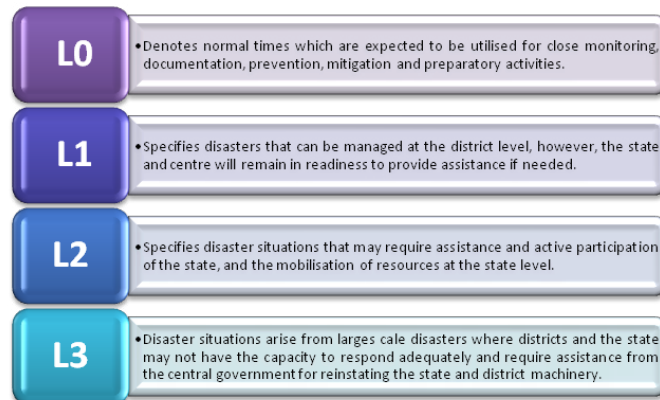 L0
•Denotes normal times which are expected to be utilised for close monitoring,
documentation, prevention, mitigation and preparatory activities.
L1
•Specifies disasters that can be managed at the district level, however, the state
and centre will remain in readiness to provide assistance if needed.
L2
•Specifies disaster situations that may require assistance and active participation
of the state, and the mobilisation of resources at the state level.
L3
•Disaster situations arise from larges cale disasters where districts and the state
may not have the capacity to respond adequately and require assistance from
the central government for reinstating the state and district machinery.